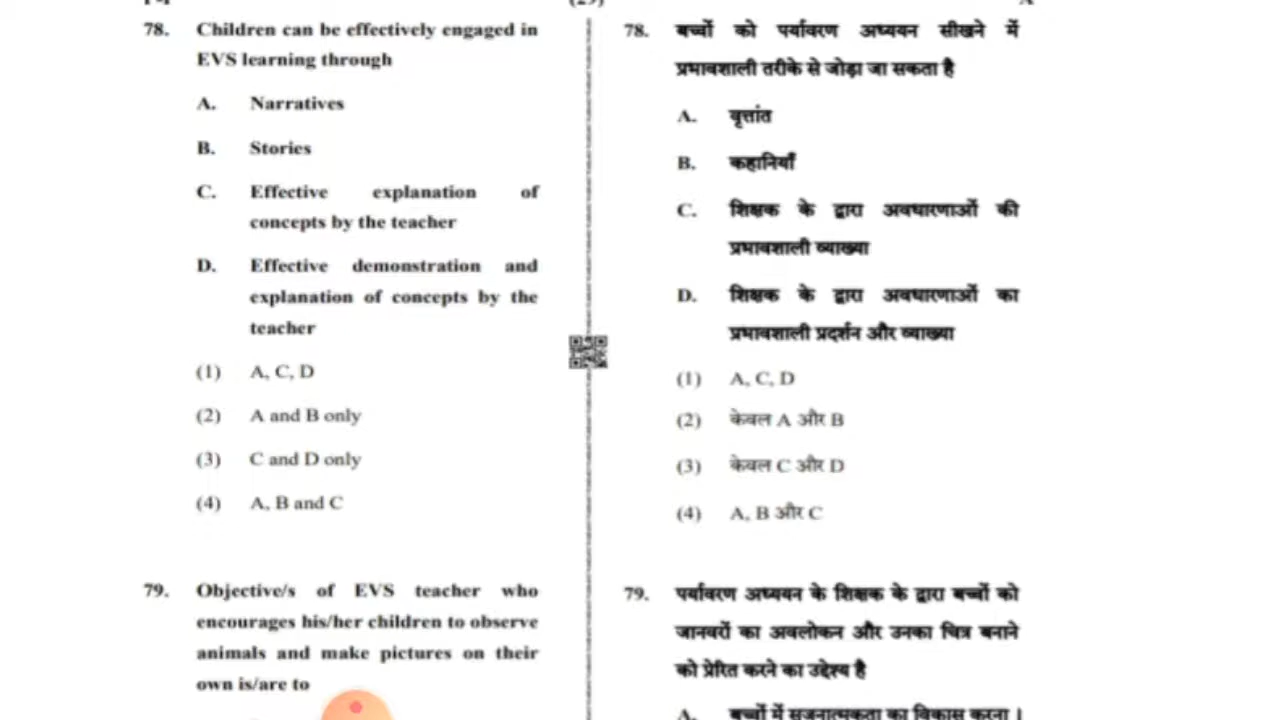 78. Children can be effectively engaged in
EVS learning through
A. Narratives
B. Stories
C. Effective explanation of
concepts by the teacher
D. Effective demonstration and
explanation of concepts by the
teacher
(1) A, C, D
(2) A and B only
(3) C and D only
(4) A, B and C
79. Objective/s of EVS teacher who
encourages his/her children to observe
animals and make pictures on their
own is/are to
78. बच्चों को पर्यावरण अध्ययन सीखने में
प्रभावशाली तरीके से जोड़ा जा सकता है
A. वृत्तांत
B. कहानियाँ
C. शिक्षक के द्वारा अवधारणाओं की
प्रभावशाली व्याख्या
D. शिक्षक के द्वारा अवधारणाओं का
प्रभावशाली प्रदर्शन और व्याख्या
(1) A, C, D
(2) केवल A और B
(3) केवल C और D
(4) A, B और C
79. पर्यावरण अध्ययन के शिक्षक के द्वारा बच्चों को
जानवरों का अवलोकन और उनका चित्र बनाने
को प्रेरित करने का उद्देश्य है
A. बच्चों में सृजनात्मकता का विकास करना ।